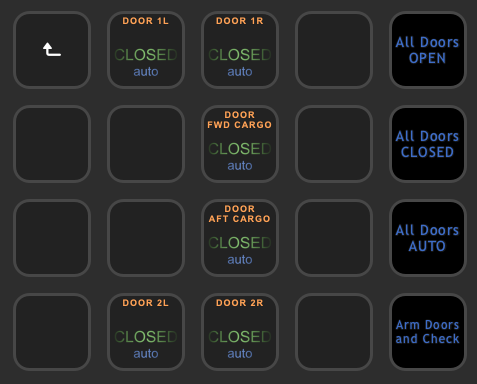 DOOR 1L
CLOSED
auto
DOOR 1R
CLOSED
auto
All Doors
OPEN
DOOR
FWD CARGO
CLOSED
auto
All Doors
CLOSED
DOOR
AFT CARGO
CLOSED
auto
All Doors
AUTO
DOOR 2L
CLOSED
auto
DOOR 2R
CLOSED
auto
Arm Doors
and Check